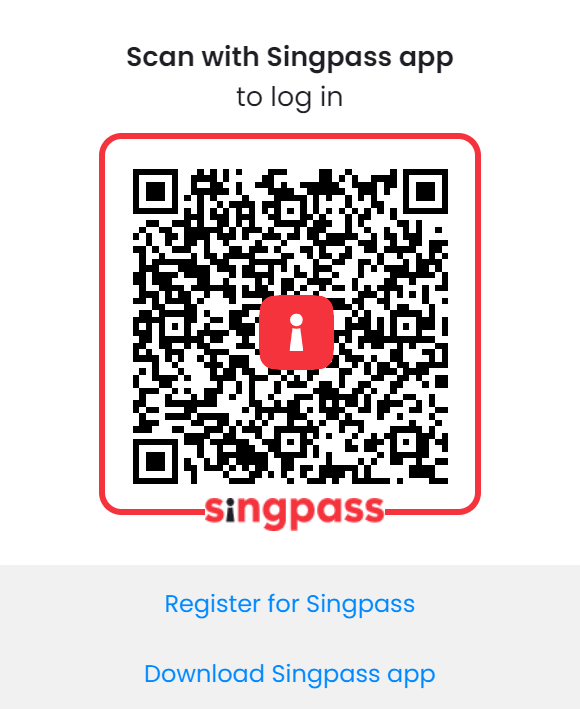 Scan with Singpass app
to log in
singpass
Register for Singpass
Download Singpass app